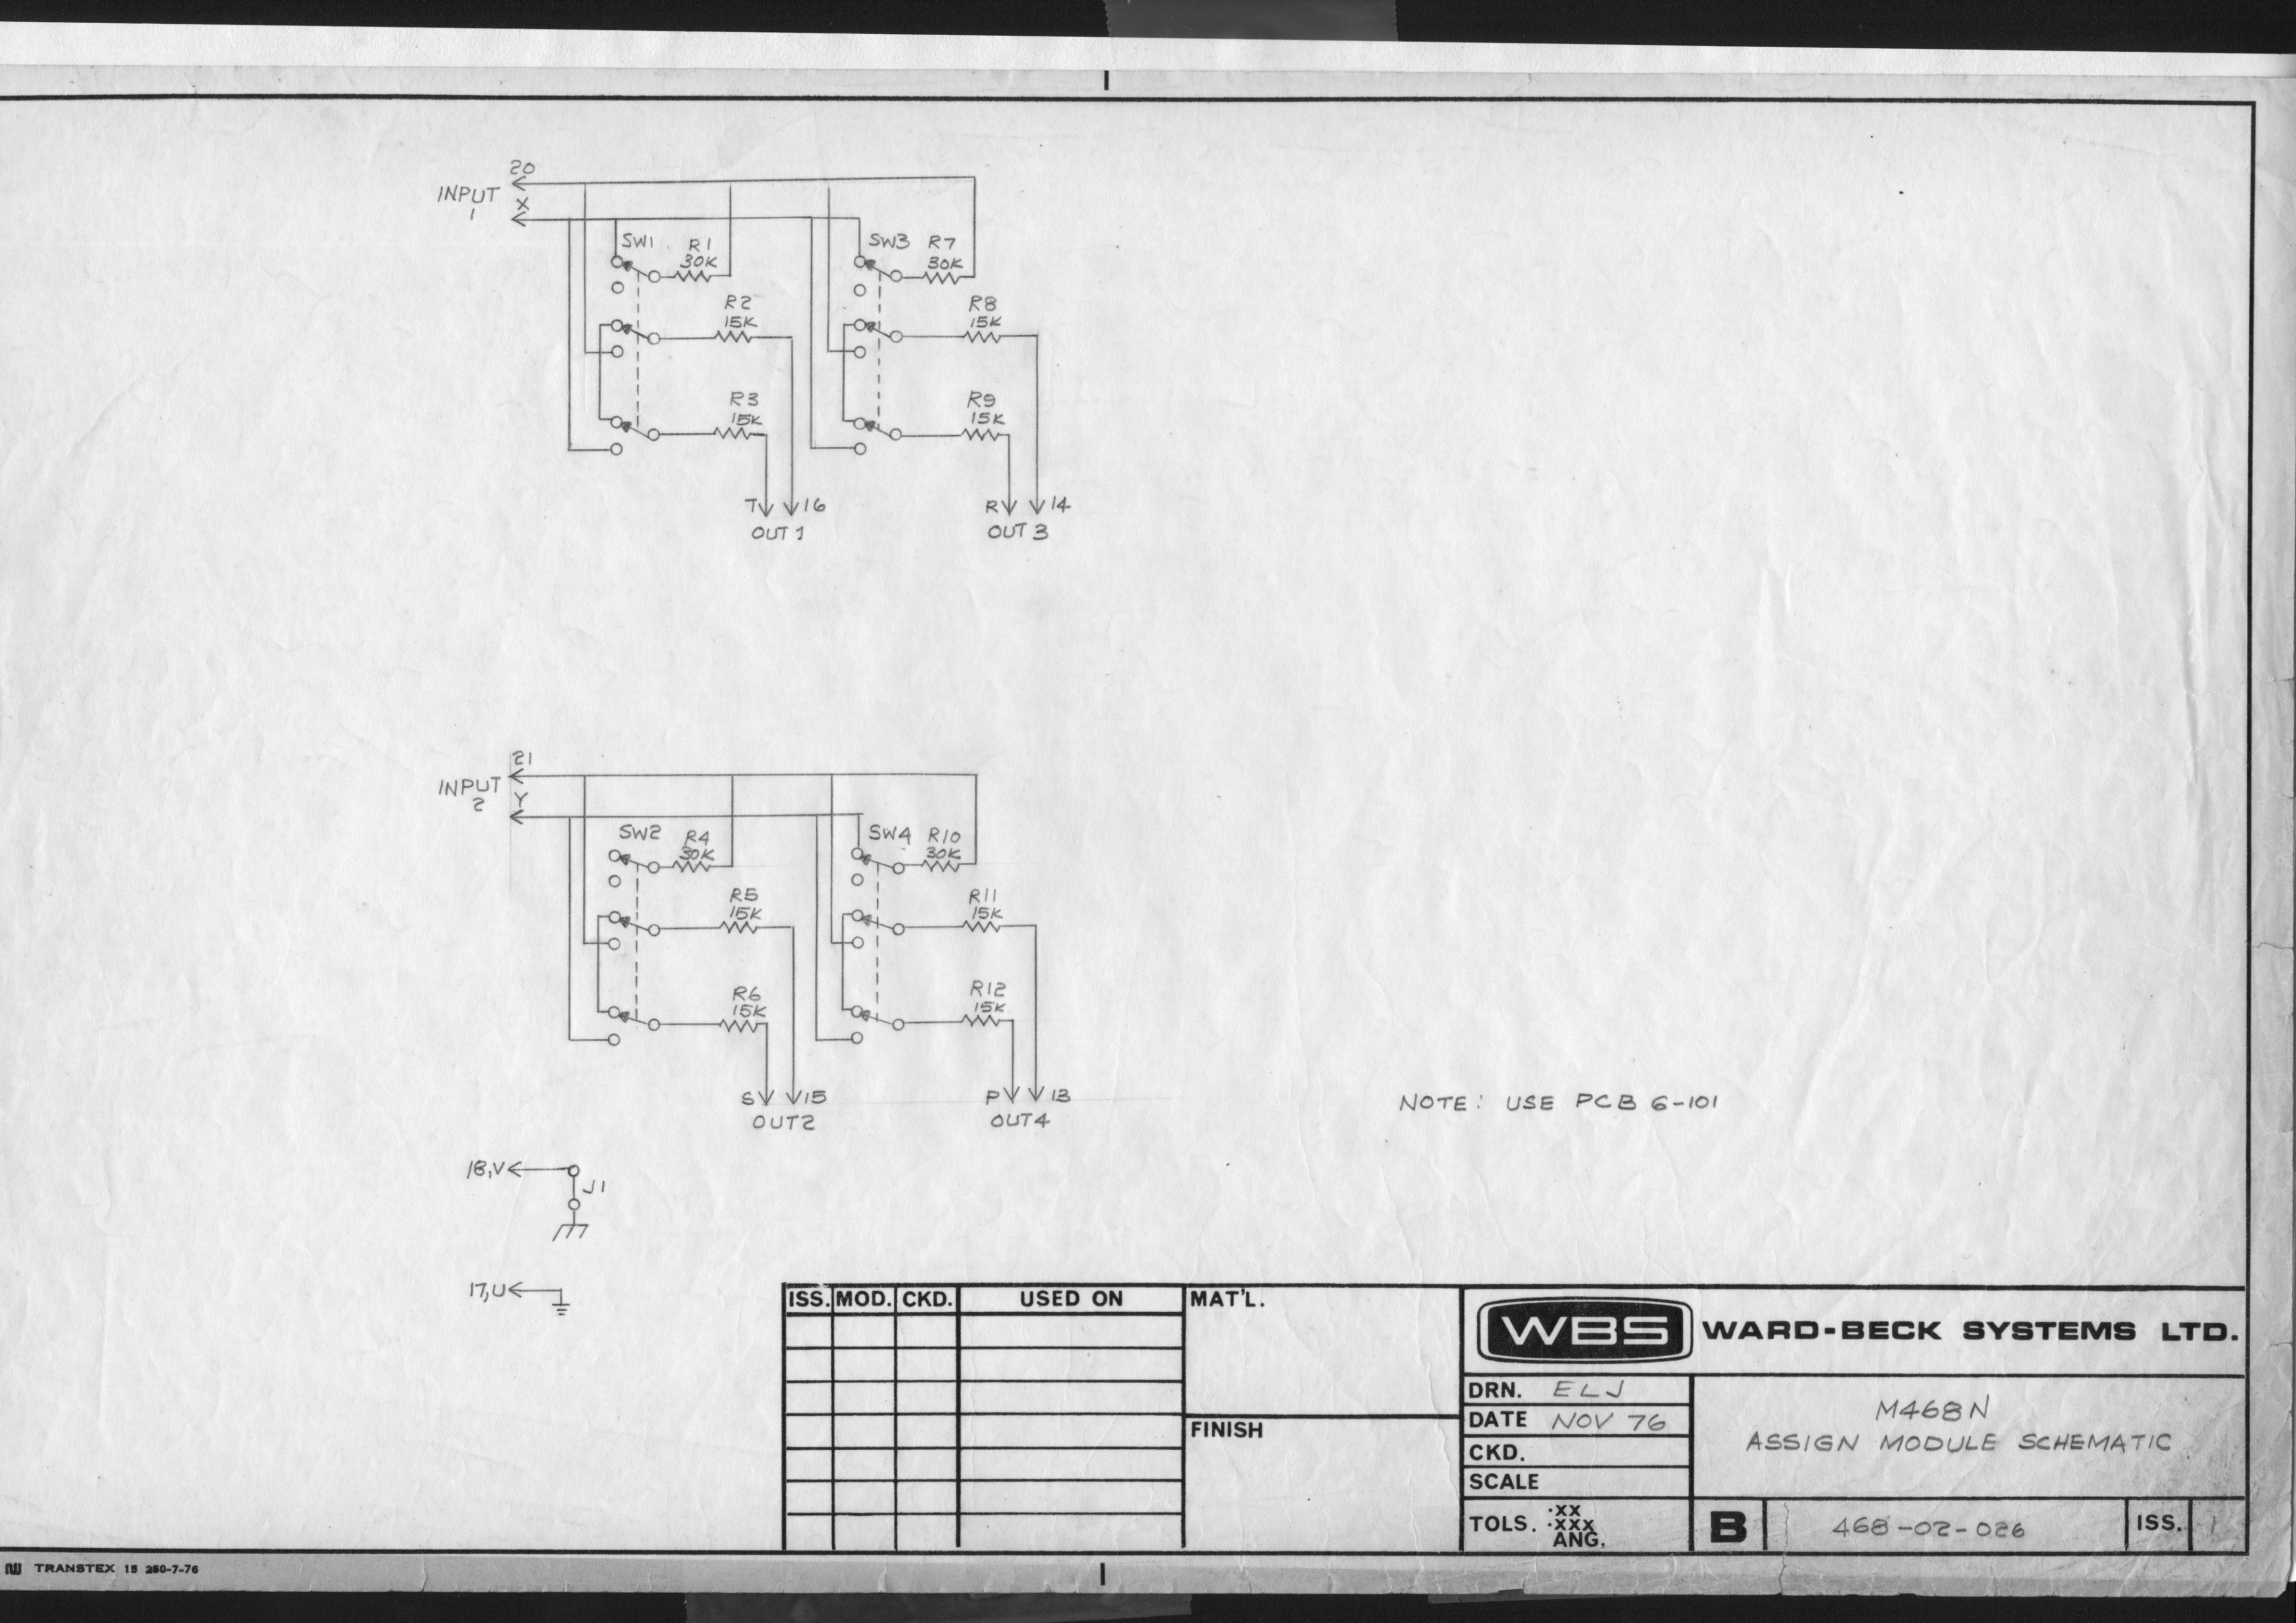 20
INPUT
1
X
SW1 R1
30K
SW3 R7
30K
R2
15K
R8
15K
R3
15K
R9
15K
T 16
OUT 1
R 14
OUT 3
21
INPUT
2
Y
SW2 R4
30K
SW4 R10
30K
R5
15K
R11
15K
R6
15K
R12
15K
S 15
OUT2
P 13
OUT4
NOTE: USE PCB 6-101
18,V
J1
17,U
ISS. MOD. CKD. USED ON
MAT'L.
FINISH
WBS WARD-BECK SYSTEMS LTD.
DRN. ELJ
DATE NOV 76
CKD.
SCALE
TOLS. .XX
.XXX
ANG.
M468N
ASSIGN MODULE SCHEMATIC
B 468-02-026 ISS. 1
TRANSTEX 15 250-7-76